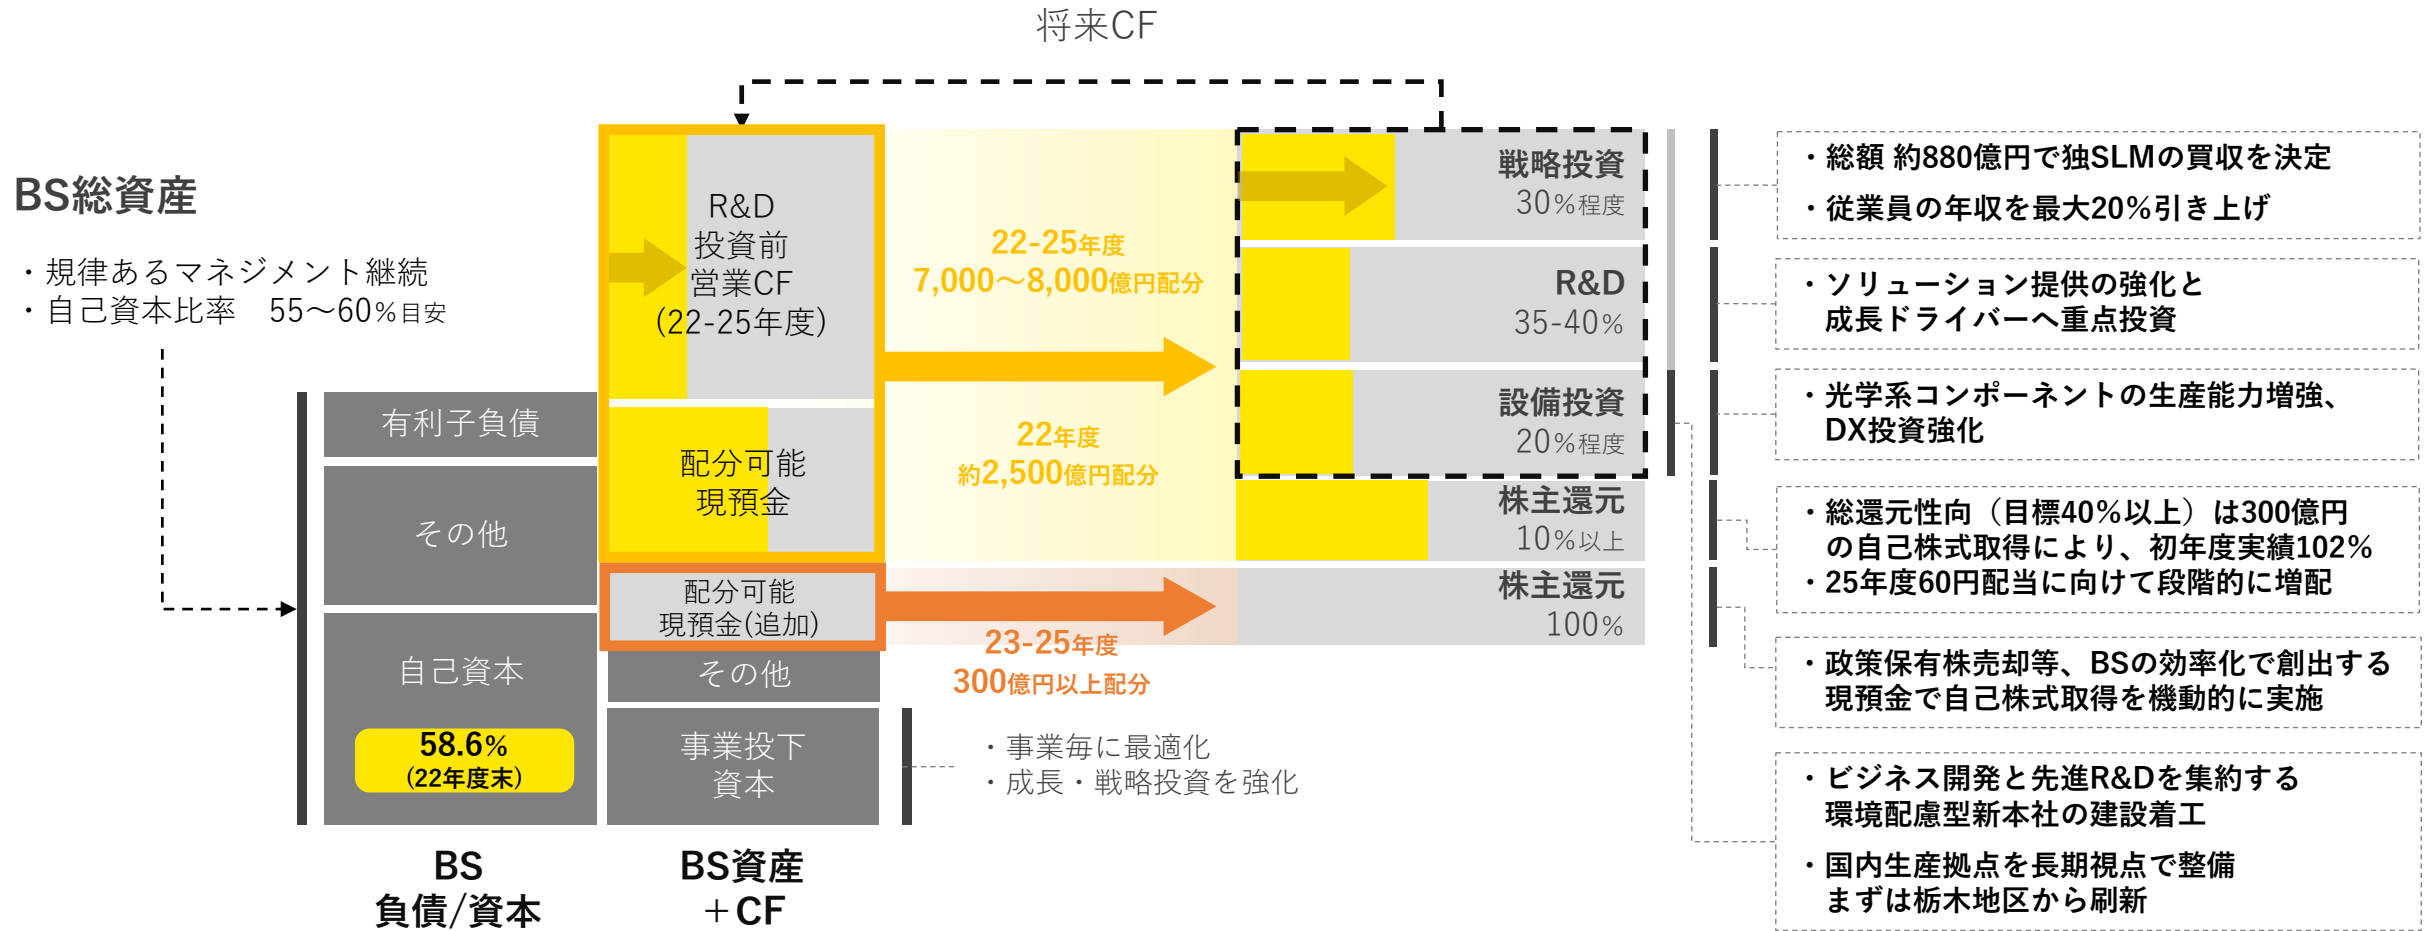 将来CF
BS総資産
・規律あるマネジメント継続
・自己資本比率　55～60%目安
有利子負債
その他
自己資本
58.6%
(22年度末)
BS
負債/資本
R&D
投資前
営業CF
(22-25年度)
配分可能
現預金
配分可能
現預金(追加)
その他
事業投下
資本
BS資産
＋CF
22-25年度
7,000～8,000億円配分
22年度
約2,500億円配分
23-25年度
300億円以上配分
・事業毎に最適化
・成長・戦略投資を強化
戦略投資
30%程度
R&D
35-40%
設備投資
20%程度
株主還元
10%以上
株主還元
100%
・総額 約880億円で独SLMの買収を決定
・従業員の年収を最大20%引き上げ
・ソリューション提供の強化と
成長ドライバーへ重点投資
・光学系コンポーネントの生産能力増強、
DX投資強化
・総還元性向（目標40%以上）は300億円
の自己株式取得により、初年度実績102%
・25年度60円配当に向けて段階的に増配
・政策保有株売却等、BSの効率化で創出する
現預金で自己株式取得を機動的に実施
・ビジネス開発と先進R&Dを集約する
環境配慮型新本社の建設着工
・国内生産拠点を長期視点で整備
まずは栃木地区から刷新